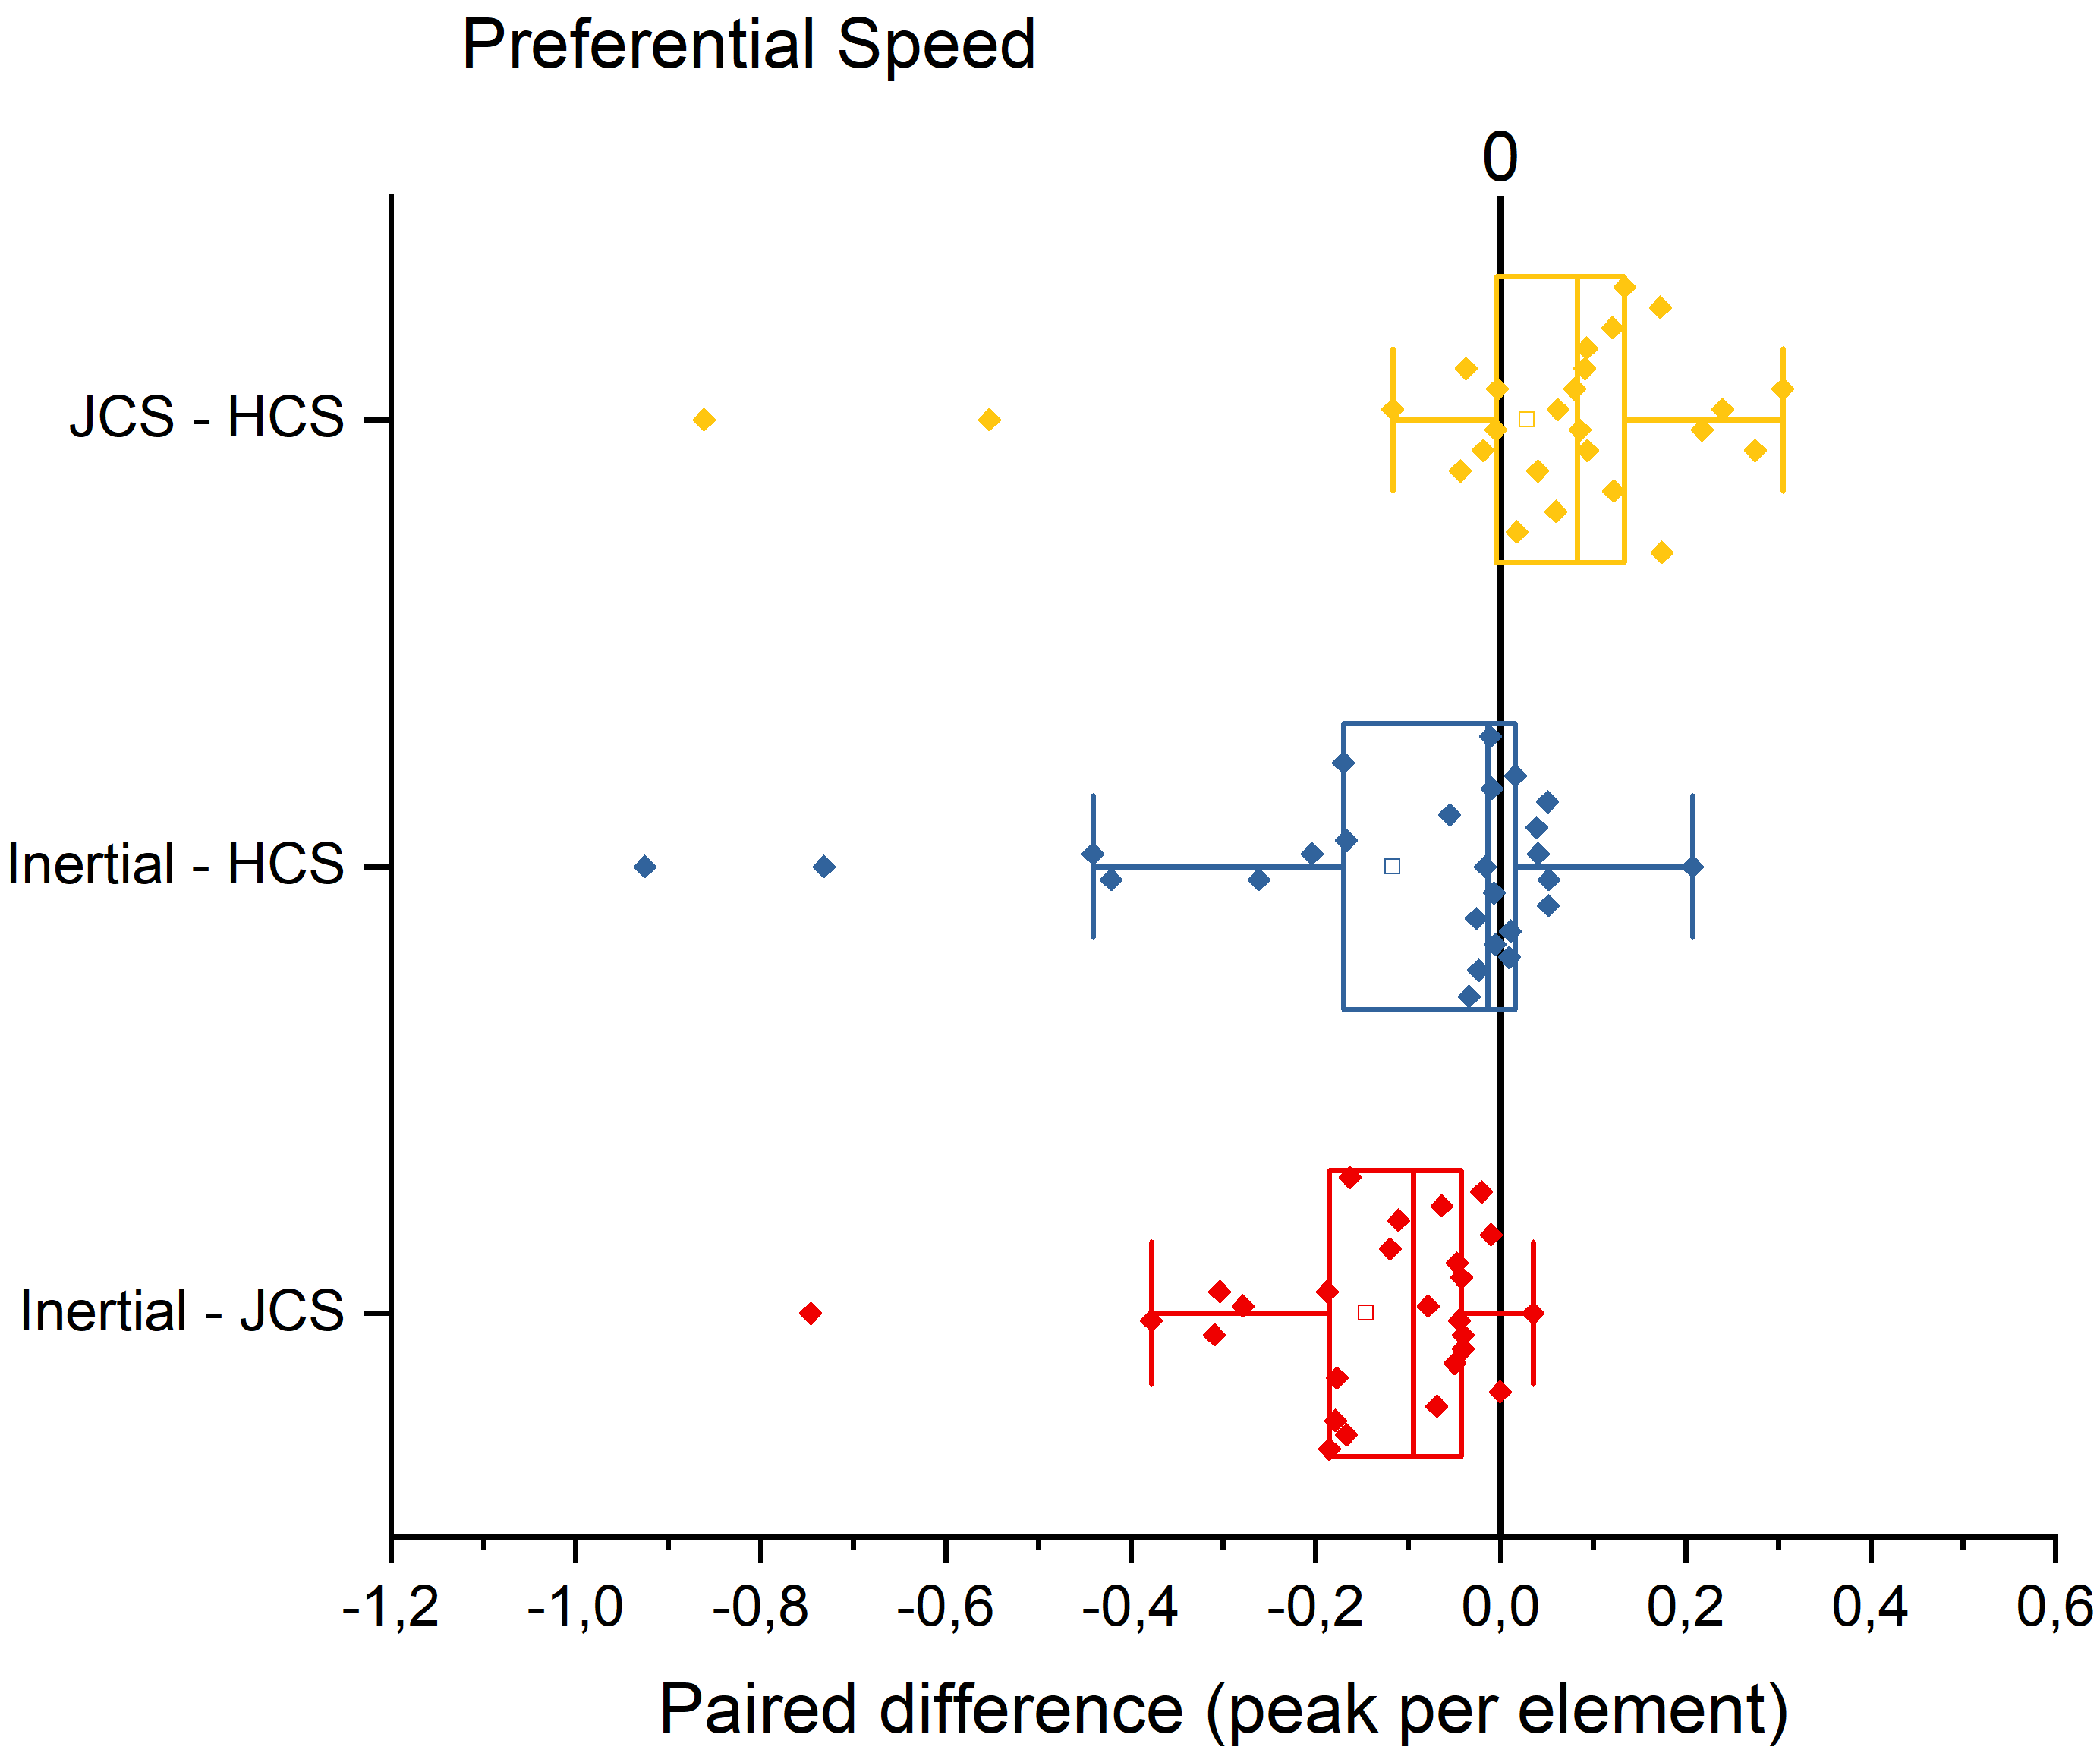 Preferential Speed
0
JCS - HCS
Inertial - HCS
Inertial - JCS
-1,2 -1,0 -0,8 -0,6 -0,4 -0,2 0,0 0,2 0,4 0,6
Paired difference (peak per element)